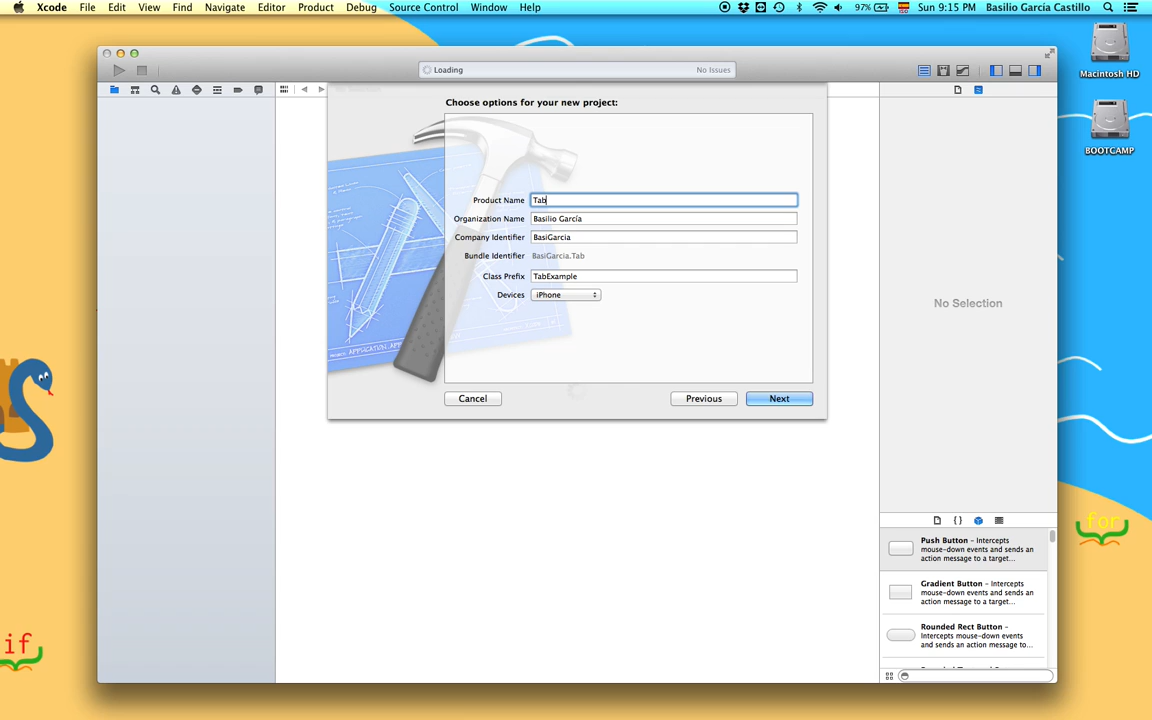 Xcode File Edit View Find Navigate Editor Product Debug Source Control Window Help 97% Sun 9:15 PM Basilio García Castillo
Macintosh HD
BOOTCAMP
Loading No Issues
Choose options for your new project:
Product Name Tab
Organization Name Basilio García
Company Identifier BasiGarcia
Bundle Identifier BasiGarcia.Tab
Class Prefix TabExample
Devices iPhone
Cancel Previous Next
No Selection
Push Button - Intercepts
mouse-down events and sends an
action message to a target...
Gradient Button - Intercepts
mouse-down events and sends an
action message to a target...
Rounded Rect Button -
Intercepts mouse-down events
and sends an action message to...
for
if